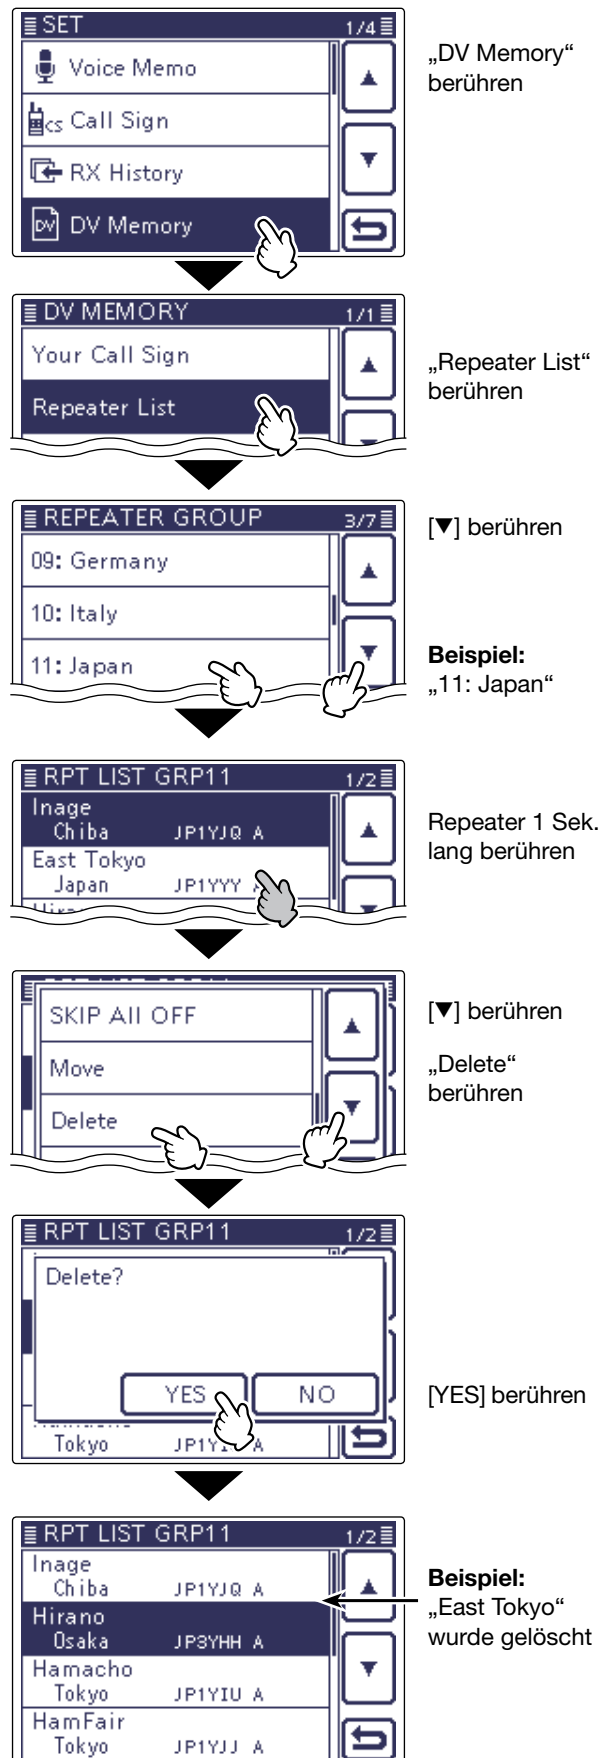 SET 1/4
Voice Memo
CS Call Sign
RX History
DV DV Memory
„DV Memory“
berühren
DV MEMORY 1/1
Your Call Sign
Repeater List
„Repeater List“
berühren
REPEATER GROUP 3/7
09: Germany
10: Italy
11: Japan
[▼] berühren
Beispiel:
„11: Japan“
RPT LIST GRP11 1/2
Inage
Chiba JP1YJQ A
East Tokyo
Japan JP1YYY A
Repeater 1 Sek.
lang berühren
SKIP All OFF
Move
Delete
[▼] berühren
„Delete“
berühren
RPT LIST GRP11 1/2
Delete?
YES NO
Tokyo A
[YES] berühren
RPT LIST GRP11 1/2
Inage
Chiba JP1YJQ A
Hirano
Osaka JP3YHH A
Hamacho
Tokyo JP1YIU A
HamFair
Tokyo JP1YJJ A
Beispiel:
„East Tokyo“
wurde gelöscht